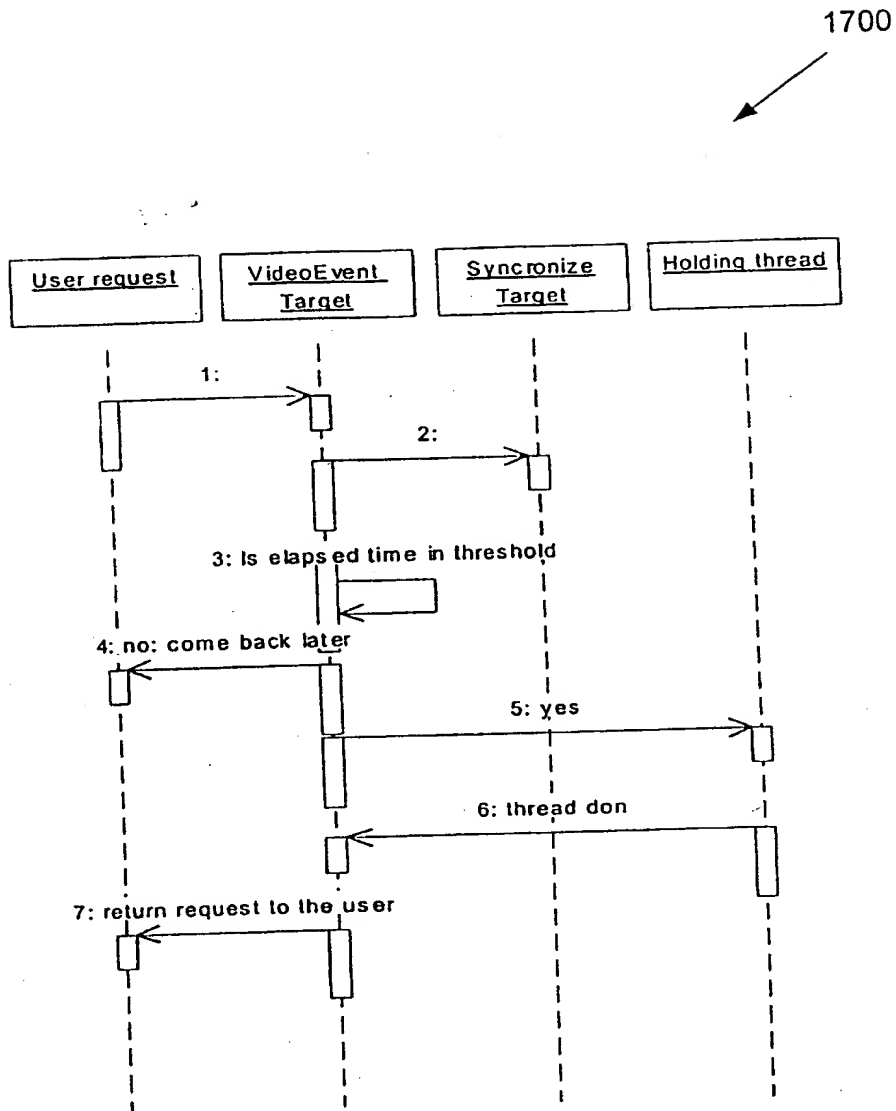 1700
User request
VideoEvent
Target
Syncronize
Target
Holding thread
1:
2:
3: Is elapsed time in threshold
4: no: come back later
5: yes
6: thread don
7: return request to the user